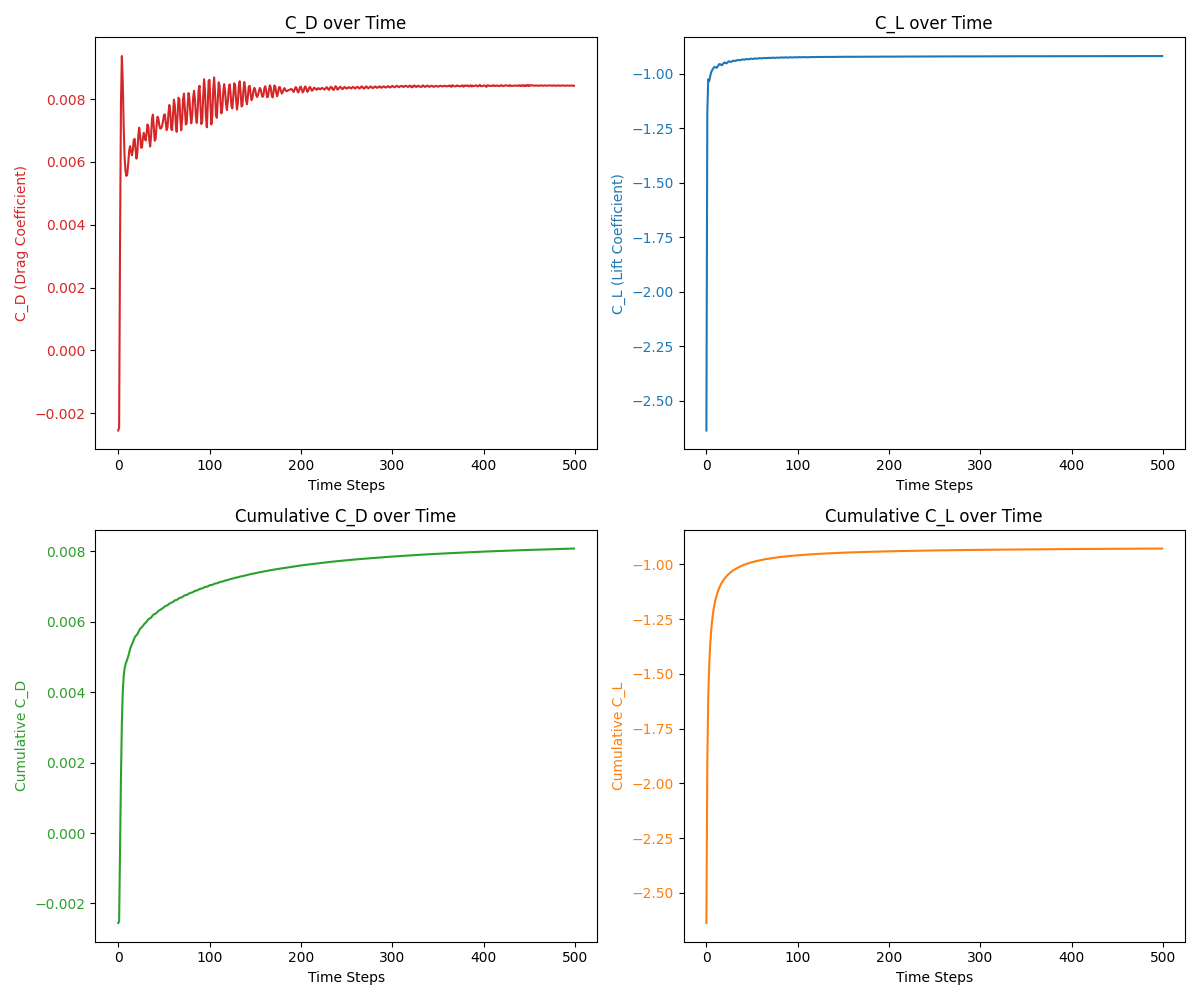 C_D over Time
C_D (Drag Coefficient)
0.008
0.006
0.004
0.002
0.000
−0.002
0 100 200 300 400 500
Time Steps
C_L over Time
C_L (Lift Coefficient)
−1.00
−1.25
−1.50
−1.75
−2.00
−2.25
−2.50
0 100 200 300 400 500
Time Steps
Cumulative C_D over Time
Cumulative C_D
0.008
0.006
0.004
0.002
0.000
−0.002
0 100 200 300 400 500
Time Steps
Cumulative C_L over Time
Cumulative C_L
−1.00
−1.25
−1.50
−1.75
−2.00
−2.25
−2.50
0 100 200 300 400 500
Time Steps